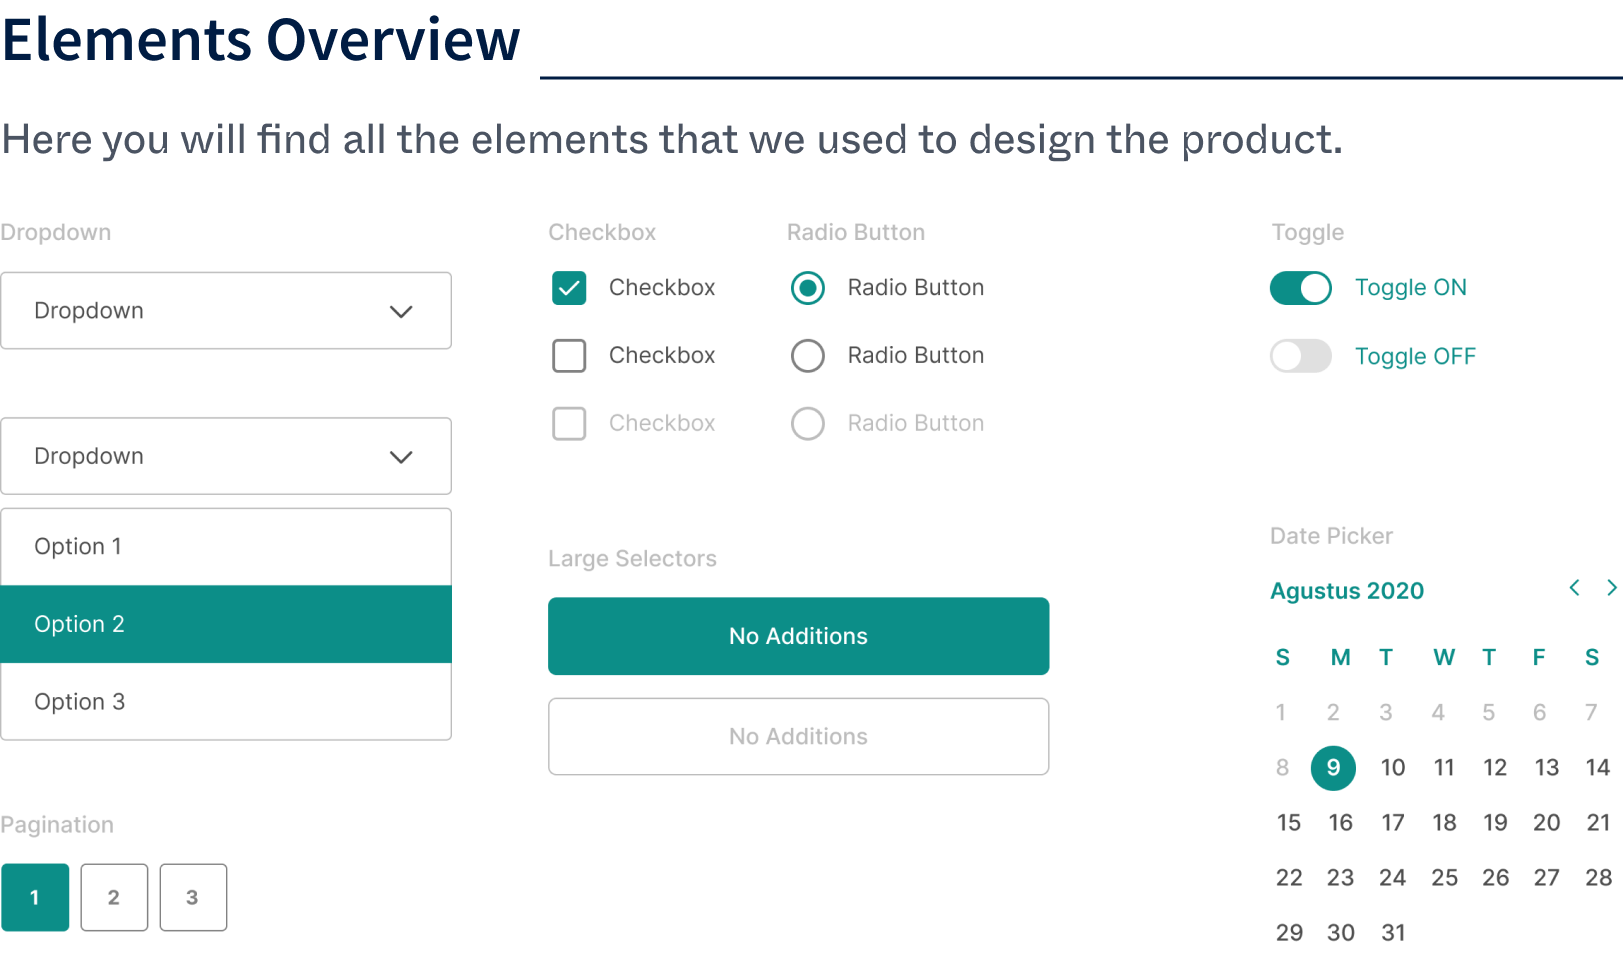 Elements Overview
Here you will find all the elements that we used to design the product.
Dropdown
Dropdown
Dropdown
Option 1
Option 2
Option 3
Pagination
1 2 3
Checkbox
Checkbox
Checkbox
Checkbox
Radio Button
Radio Button
Radio Button
Radio Button
Large Selectors
No Additions
No Additions
Toggle
Toggle ON
Toggle OFF
Date Picker
Agustus 2020
S M T W T F S
1 2 3 4 5 6 7
8 9 10 11 12 13 14
15 16 17 18 19 20 21
22 23 24 25 26 27 28
29 30 31